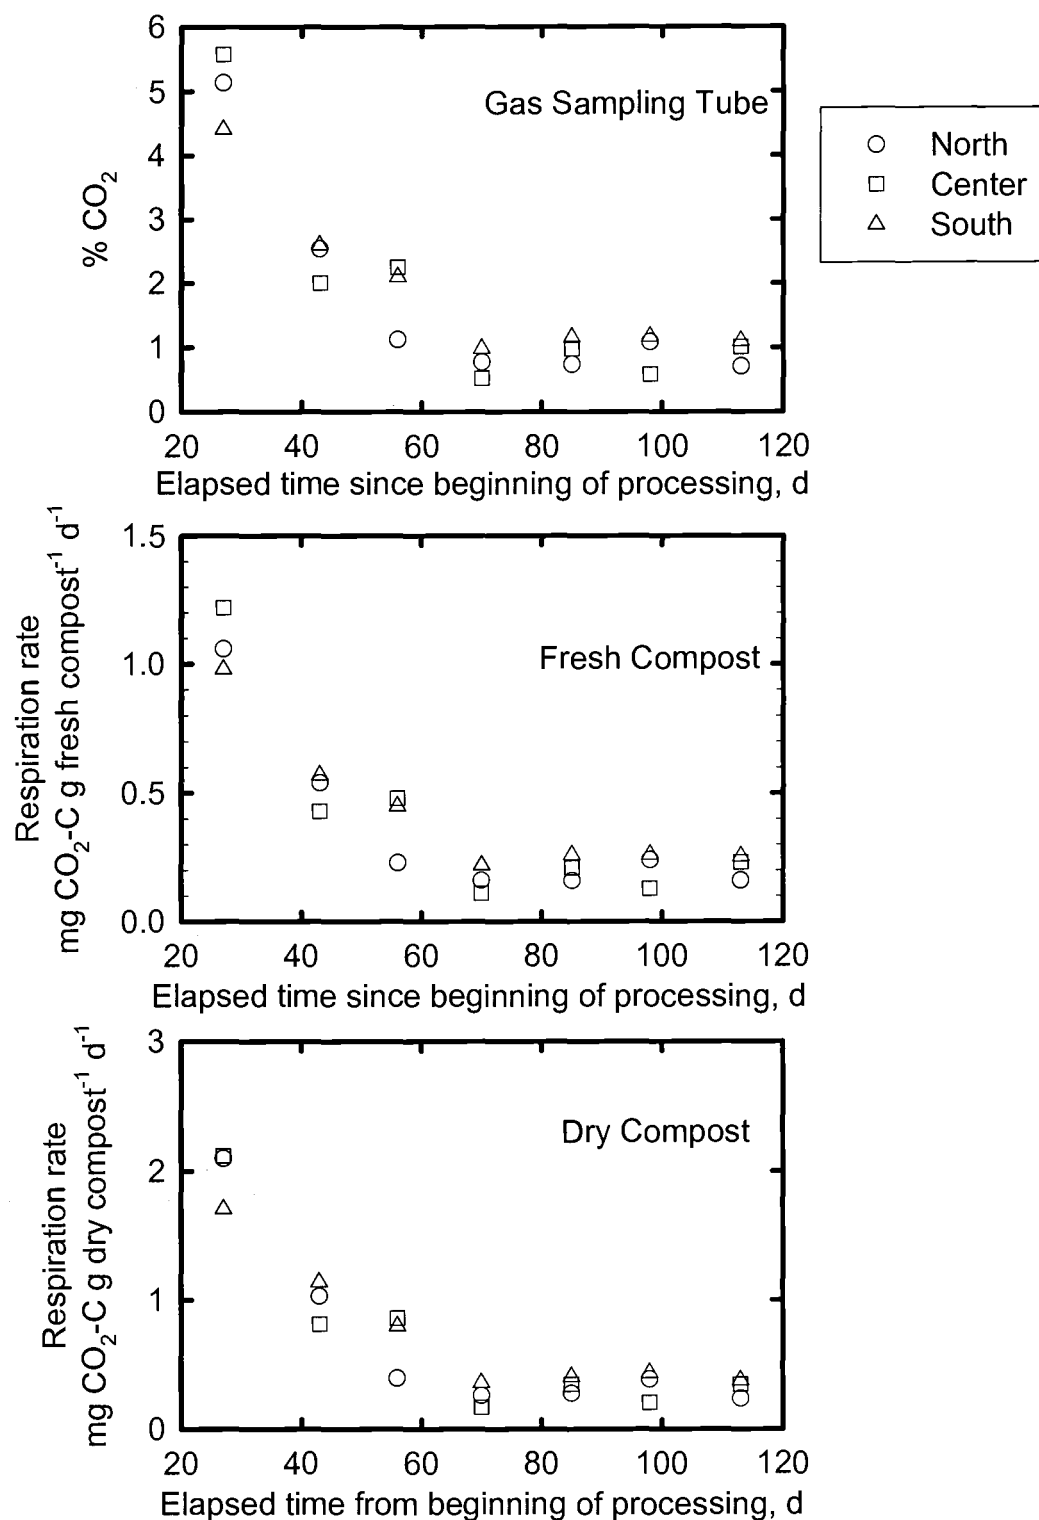 6
5
4
3
2
1
0
% CO₂
Gas Sampling Tube
20 40 60 80 100 120
Elapsed time since beginning of processing, d
North
Center
South
1.5
1.0
0.5
0.0
Respiration rate
mg CO₂-C g fresh compost⁻¹ d⁻¹
Fresh Compost
20 40 60 80 100 120
Elapsed time since beginning of processing, d
3
2
1
0
Respiration rate
mg CO₂-C g dry compost⁻¹ d⁻¹
Dry Compost
20 40 60 80 100 120
Elapsed time from beginning of processing, d